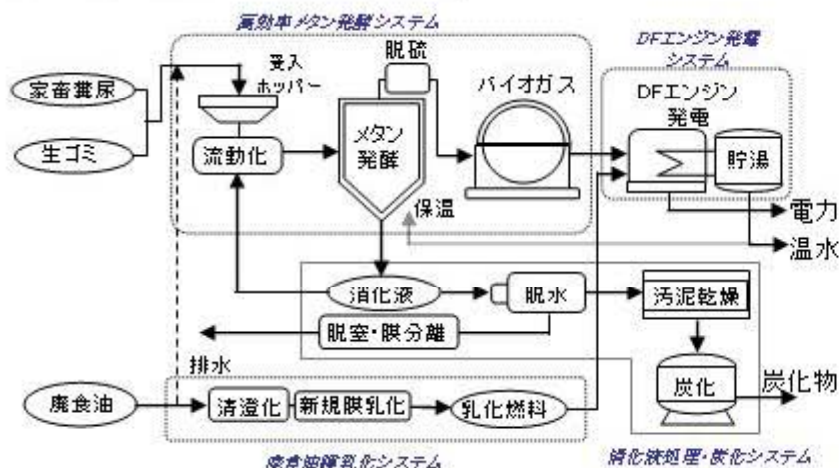 高効率メタン発酵システム
DFエンジン発電
システム
受入
ホッパー
脱硫
バイオガス
DFエンジン
発電
家畜糞尿
生ゴミ
流動化
メタン
発酵
貯湯
保温
電力
温水
消化液
脱水
汚泥乾燥
脱窒・膜分離
排水
炭化
炭化物
廃食油
清澄化
新規膜乳化
乳化燃料
廃食油膜乳化システム
消化液処理・炭化システム